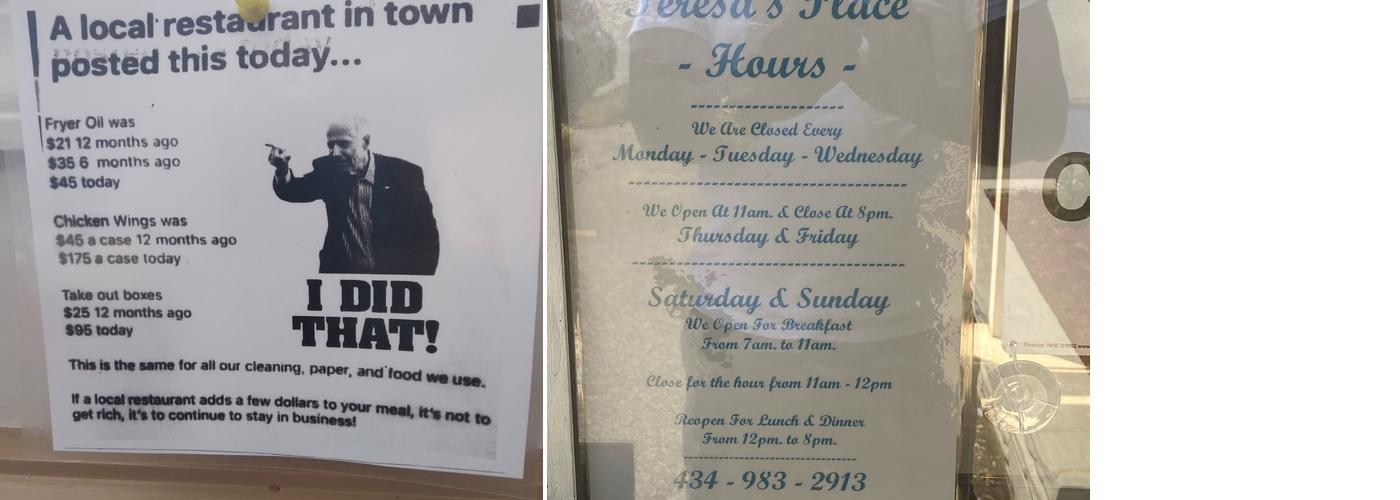 A local restaurant in town
posted this today...
Fryer Oil was
$21 12 months ago
$35 6 months ago
$45 today
Chicken Wings was
$45 a case 12 months ago
$175 a case today
Take out boxes
$25 12 months ago
$95 today
I DID
THAT!
This is the same for all our cleaning, paper, and food we use.
If a local restaurant adds a few dollars to your meal, it's not to
get rich, it's to continue to stay in business!
Teresa's Place
- Hours -
We Are Closed Every
Monday - Tuesday - Wednesday
We Open At 11am. & Close At 8pm.
Thursday & Friday
Saturday & Sunday
We Open For Breakfast
From 7am. to 11am.
Close for the hour from 11am - 12pm
Reopen For Lunch & Dinner
From 12pm. to 8pm.
434 - 983 - 2913